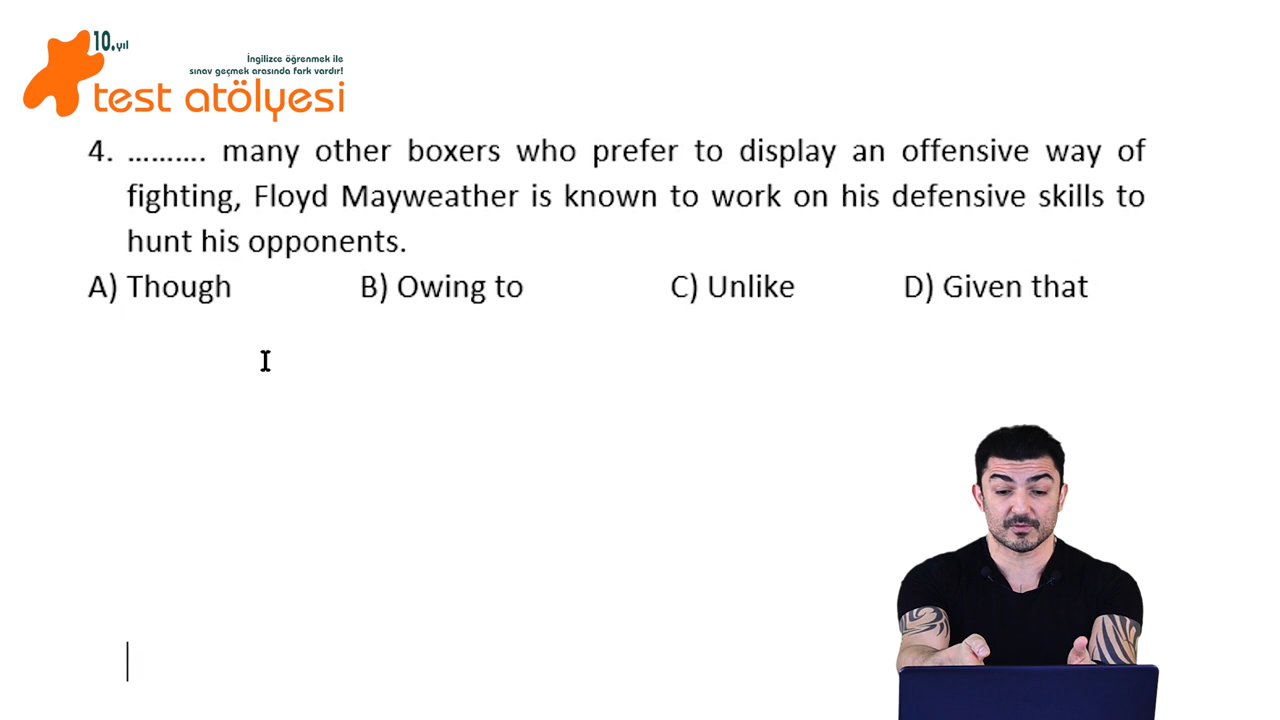 10.yıl
İngilizce öğrenmek ile
sınav geçmek arasında fark vardır!
test atölyesi
4. .......... many other boxers who prefer to display an offensive way of
fighting, Floyd Mayweather is known to work on his defensive skills to
hunt his opponents.
A) Though B) Owing to C) Unlike D) Given that